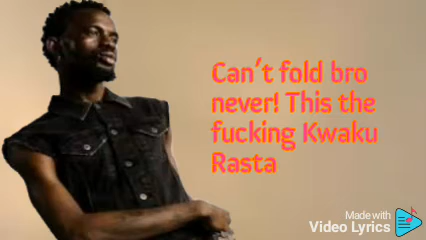 Can't fold bro
never! This the
fucking Kwaku
Rasta
Made with
Video Lyrics